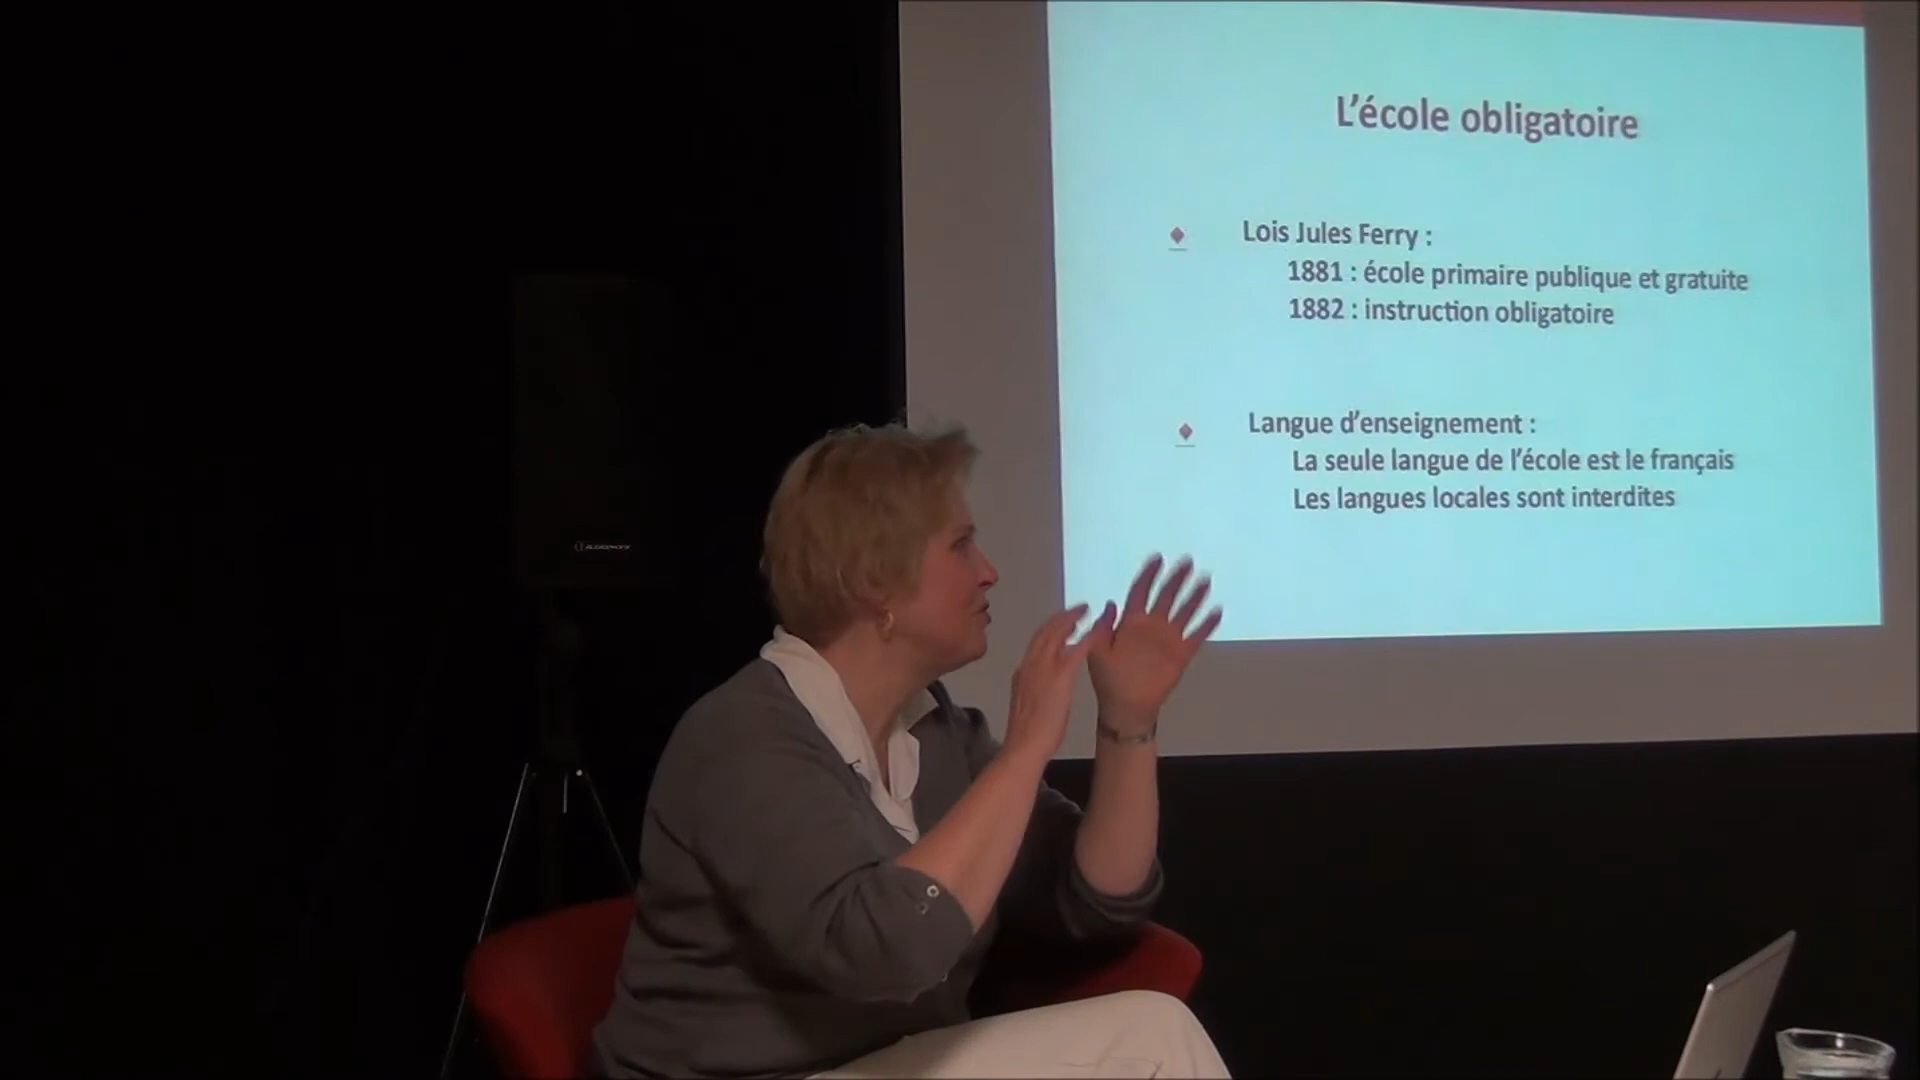 L'école obligatoire
Lois Jules Ferry :
1881 : école primaire publique et gratuite
1882 : instruction obligatoire
Langue d'enseignement :
La seule langue de l'école est le français
Les langues locales sont interdites
AUDIOPHONY